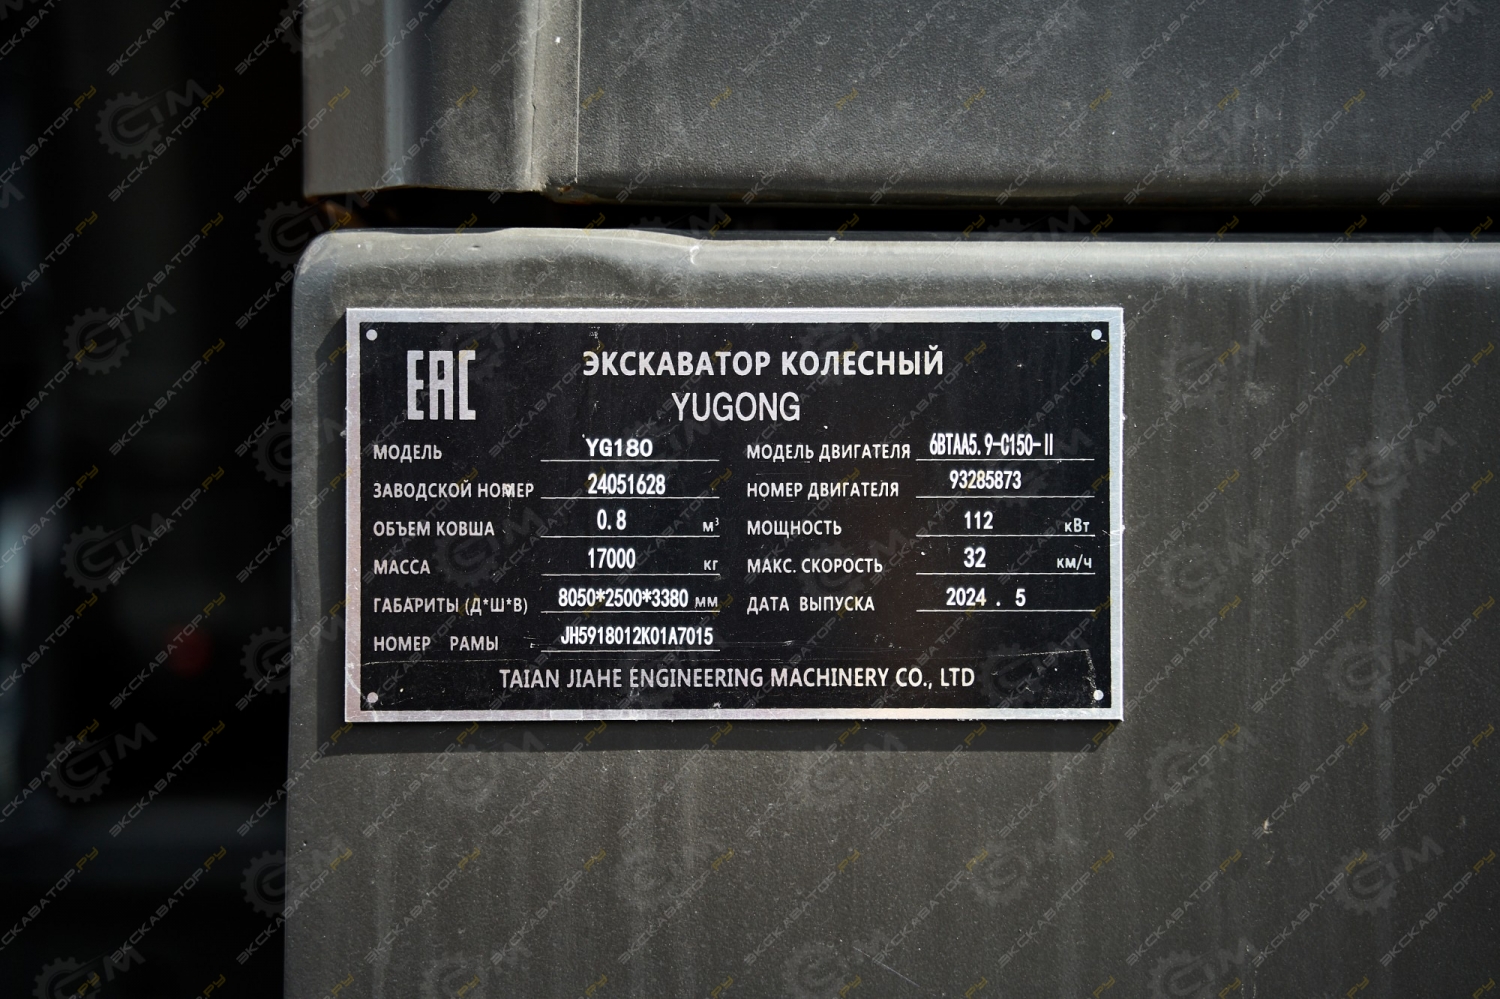 ЕАС
ЭКСКАВАТОР КОЛЕСНЫЙ
YUGONG
МОДЕЛЬ YG180 МОДЕЛЬ ДВИГАТЕЛЯ 6BTAA5.9-C150-II
ЗАВОДСКОЙ НОМЕР 24051628 НОМЕР ДВИГАТЕЛЯ 93285873
ОБЪЕМ КОВША 0.8 м³ МОЩНОСТЬ 112 кВт
МАССА 17000 кг МАКС. СКОРОСТЬ 32 км/ч
ГАБАРИТЫ (Д*Ш*В) 8050*2500*3380 мм ДАТА ВЫПУСКА 2024 . 5
НОМЕР РАМЫ JH5918012K01A7015
TAIAN JIAHE ENGINEERING MACHINERY CO., LTD
ЭКСКАВАТОР.РУ